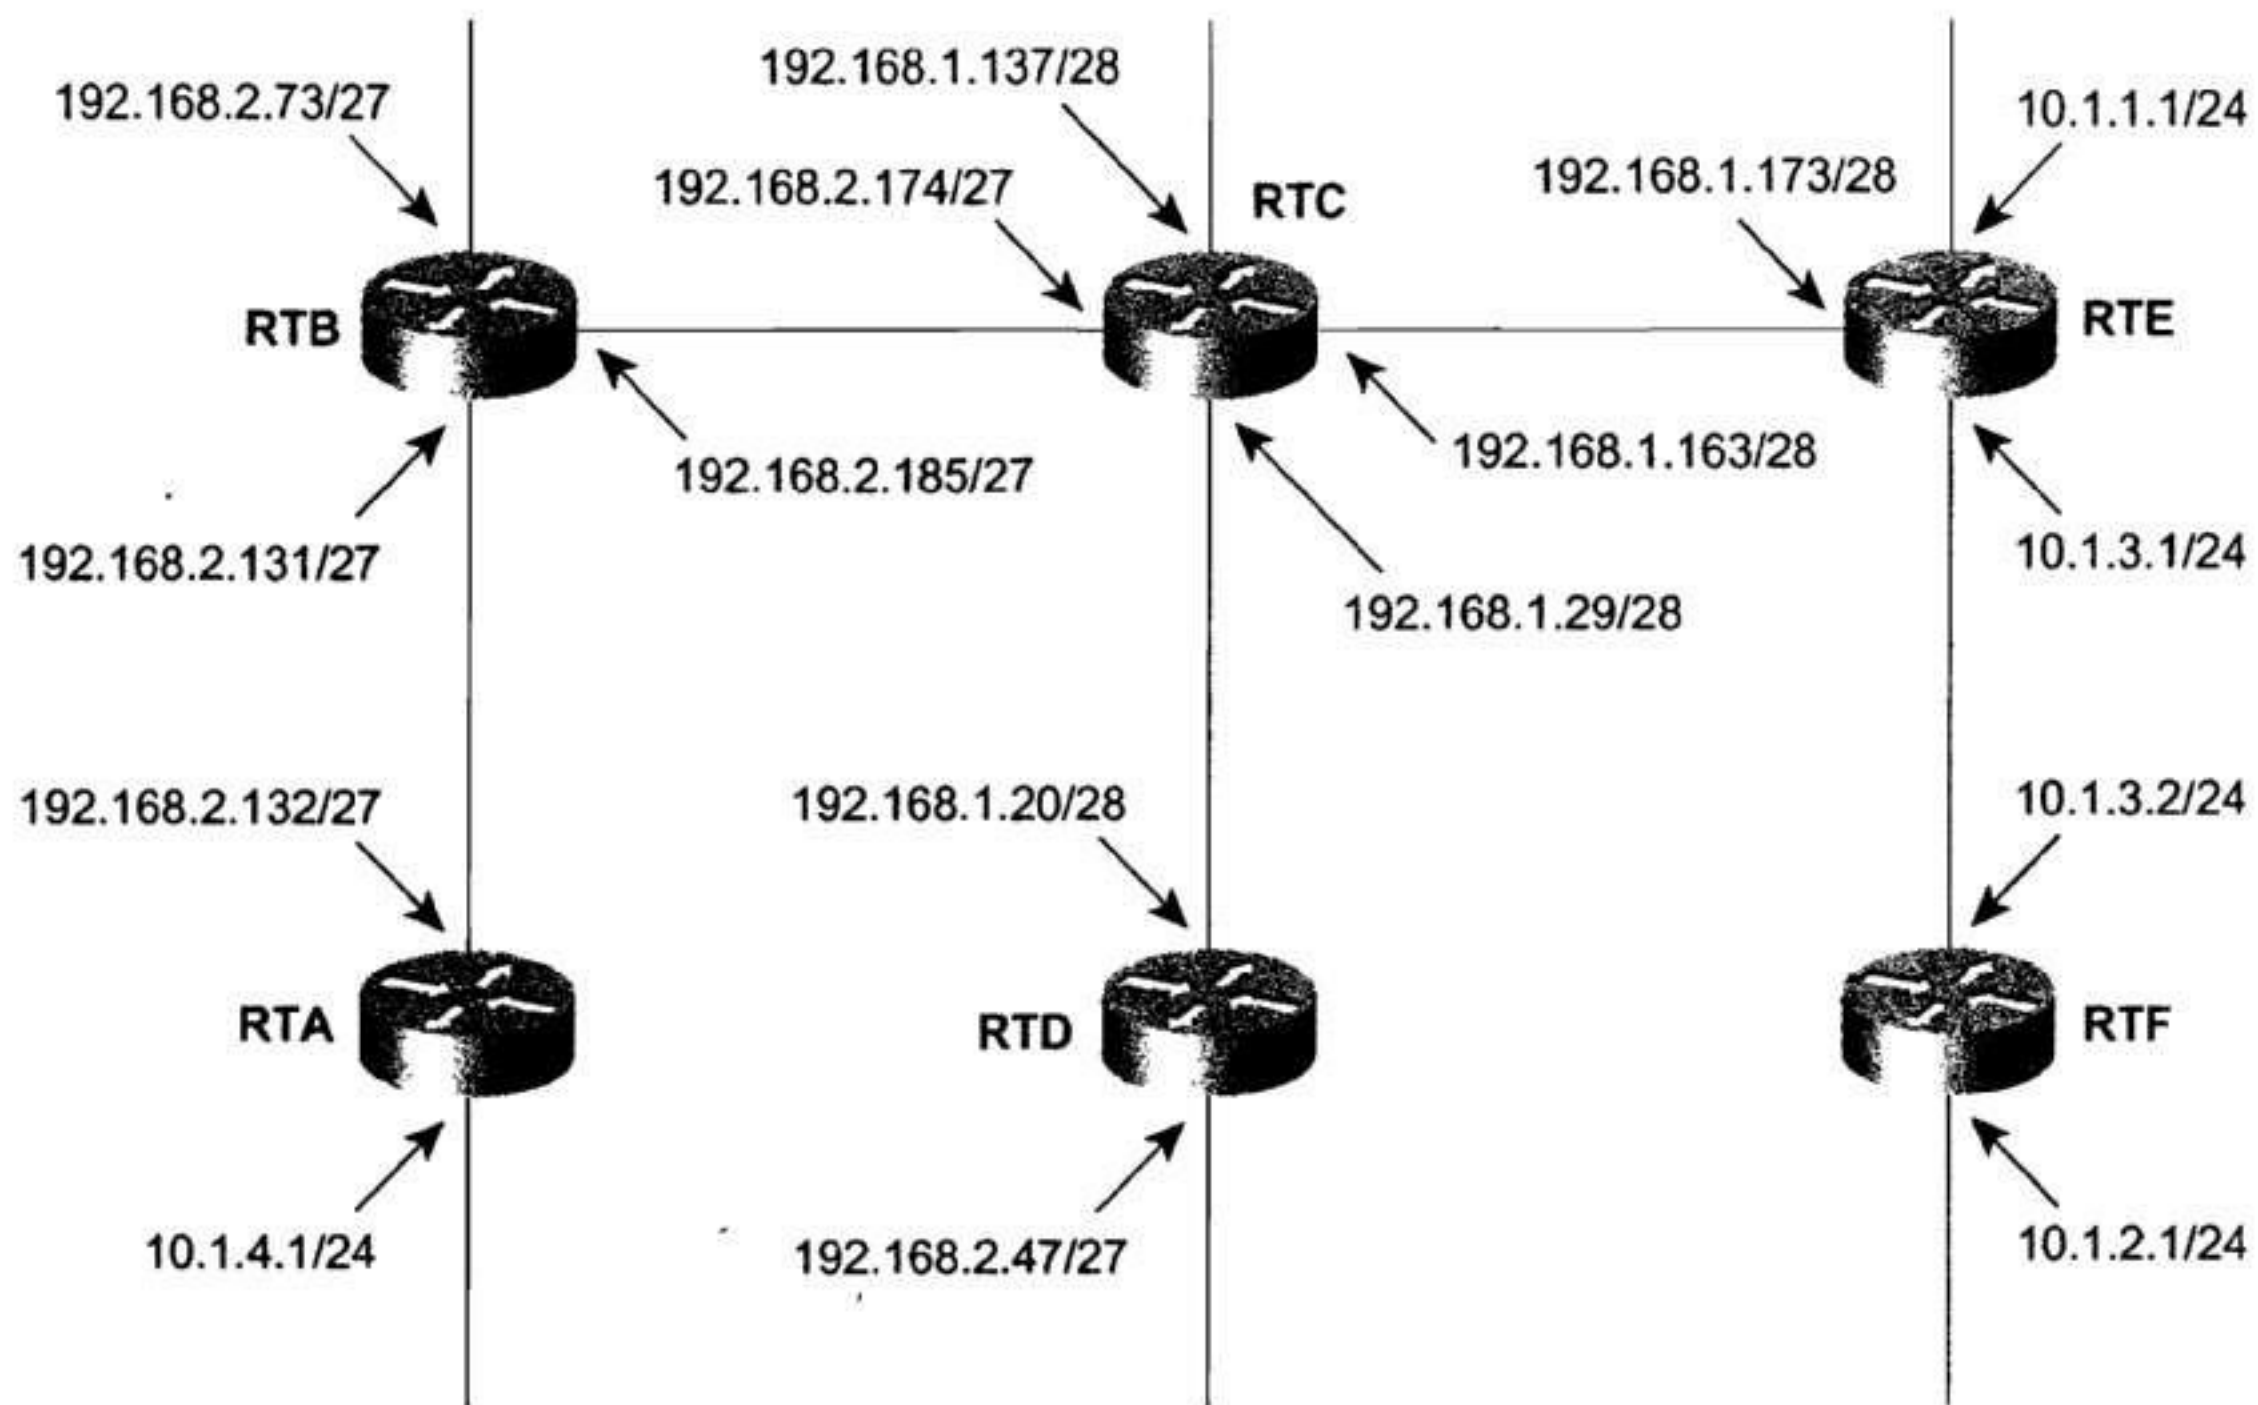 192.168.1.137/28
192.168.2.73/27
10.1.1.1/24
192.168.2.174/27
192.168.1.173/28
RTC
RTB
RTE
192.168.1.163/28
192.168.2.185/27
192.168.2.131/27
10.1.3.1/24
192.168.1.29/28
192.168.2.132/27
192.168.1.20/28
10.1.3.2/24
RTA
RTD
RTF
10.1.4.1/24
192.168.2.47/27
10.1.2.1/24